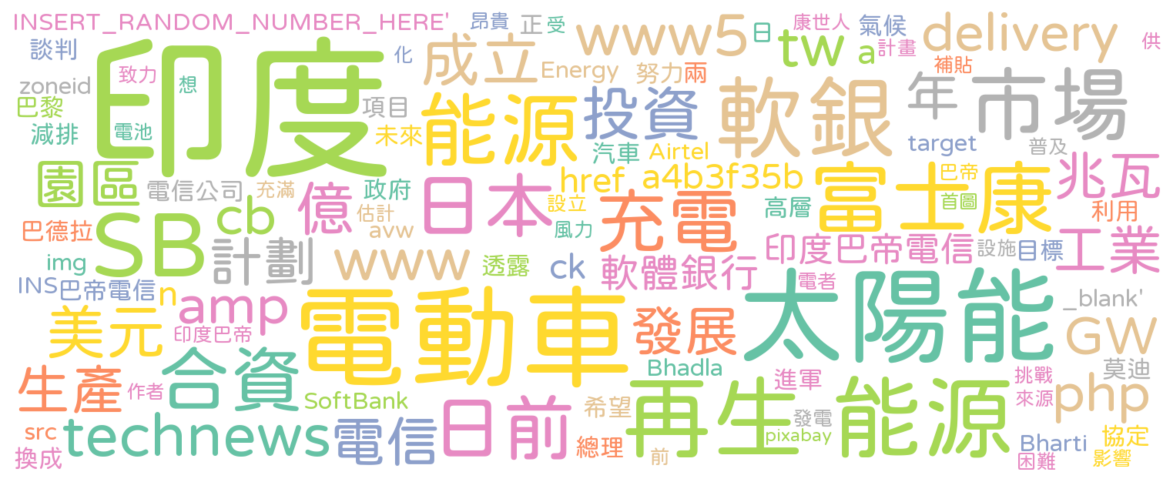 INSERT_RANDOM_NUMBER_HERE' 昂貴 正 受 www5 日 康世人 氣候 delivery 供
談判 印度 化 成立 Energy 努力 兩 tw a 計畫 補貼
zoneid 致力 想 項目 能源 投資 軟銀 年 市場
巴黎 減排 電池 未來 汽車 Airtel target 普及
園區 電信公司 充滿 政府 日本 href a4b3f35b 巴帝 富士康 兆瓦
巴德拉 SB cb 億 估計 avw 設立 風力 充電 高層 首圖 利用
img 計劃 www 透露 ck 軟體銀行 印度巴帝電信 設施 目標 工業
INS 巴帝電信 n amp 電動車 電者 太陽能 _blank'
美元 印度巴帝 發展 GW
生產 作者 合資 SoftBank Bhadla 進軍 莫迪 挑戰
src technews 電信 日前 希望 再生能源 發電 來源 php
換成 總理 前 pixabay Bharti 協定 困難 影響